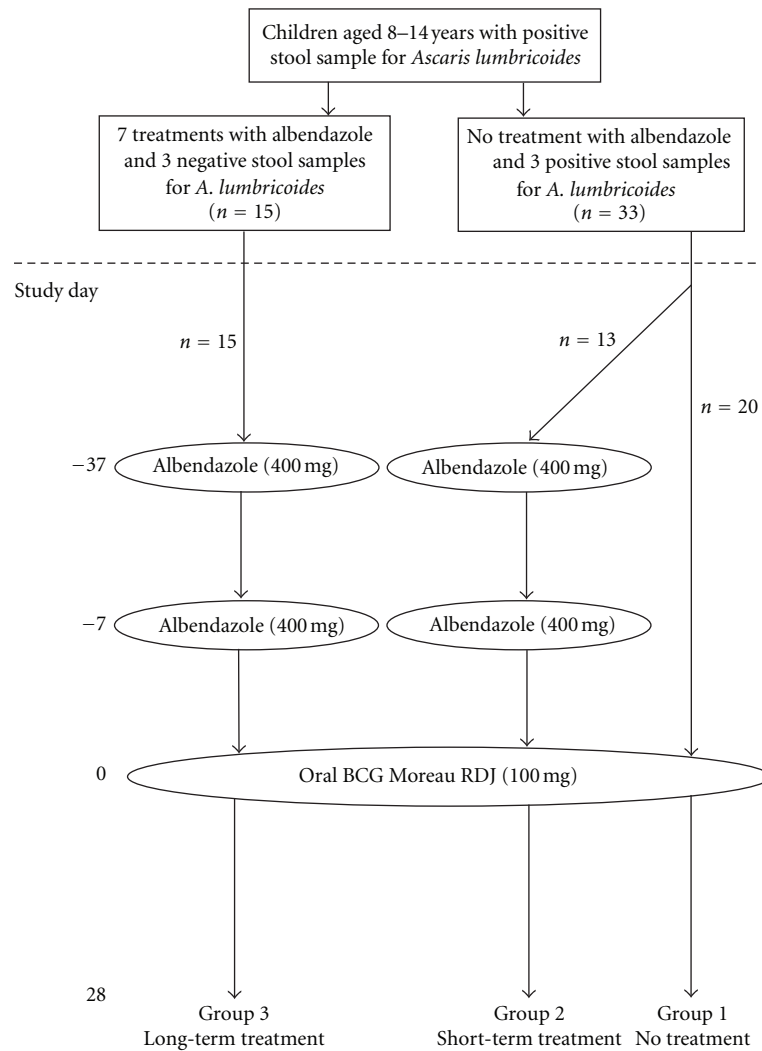 Children aged 8–14 years with positive
stool sample for Ascaris lumbricoides
7 treatments with albendazole
and 3 negative stool samples
for A. lumbricoides
(n = 15)
No treatment with albendazole
and 3 positive stool samples
for A. lumbricoides
(n = 33)
Study day
n = 15
n = 13
n = 20
−37
Albendazole (400 mg)
Albendazole (400 mg)
−7
Albendazole (400 mg)
Albendazole (400 mg)
0
Oral BCG Moreau RDJ (100 mg)
28
Group 3
Long-term treatment
Group 2
Short-term treatment
Group 1
No treatment